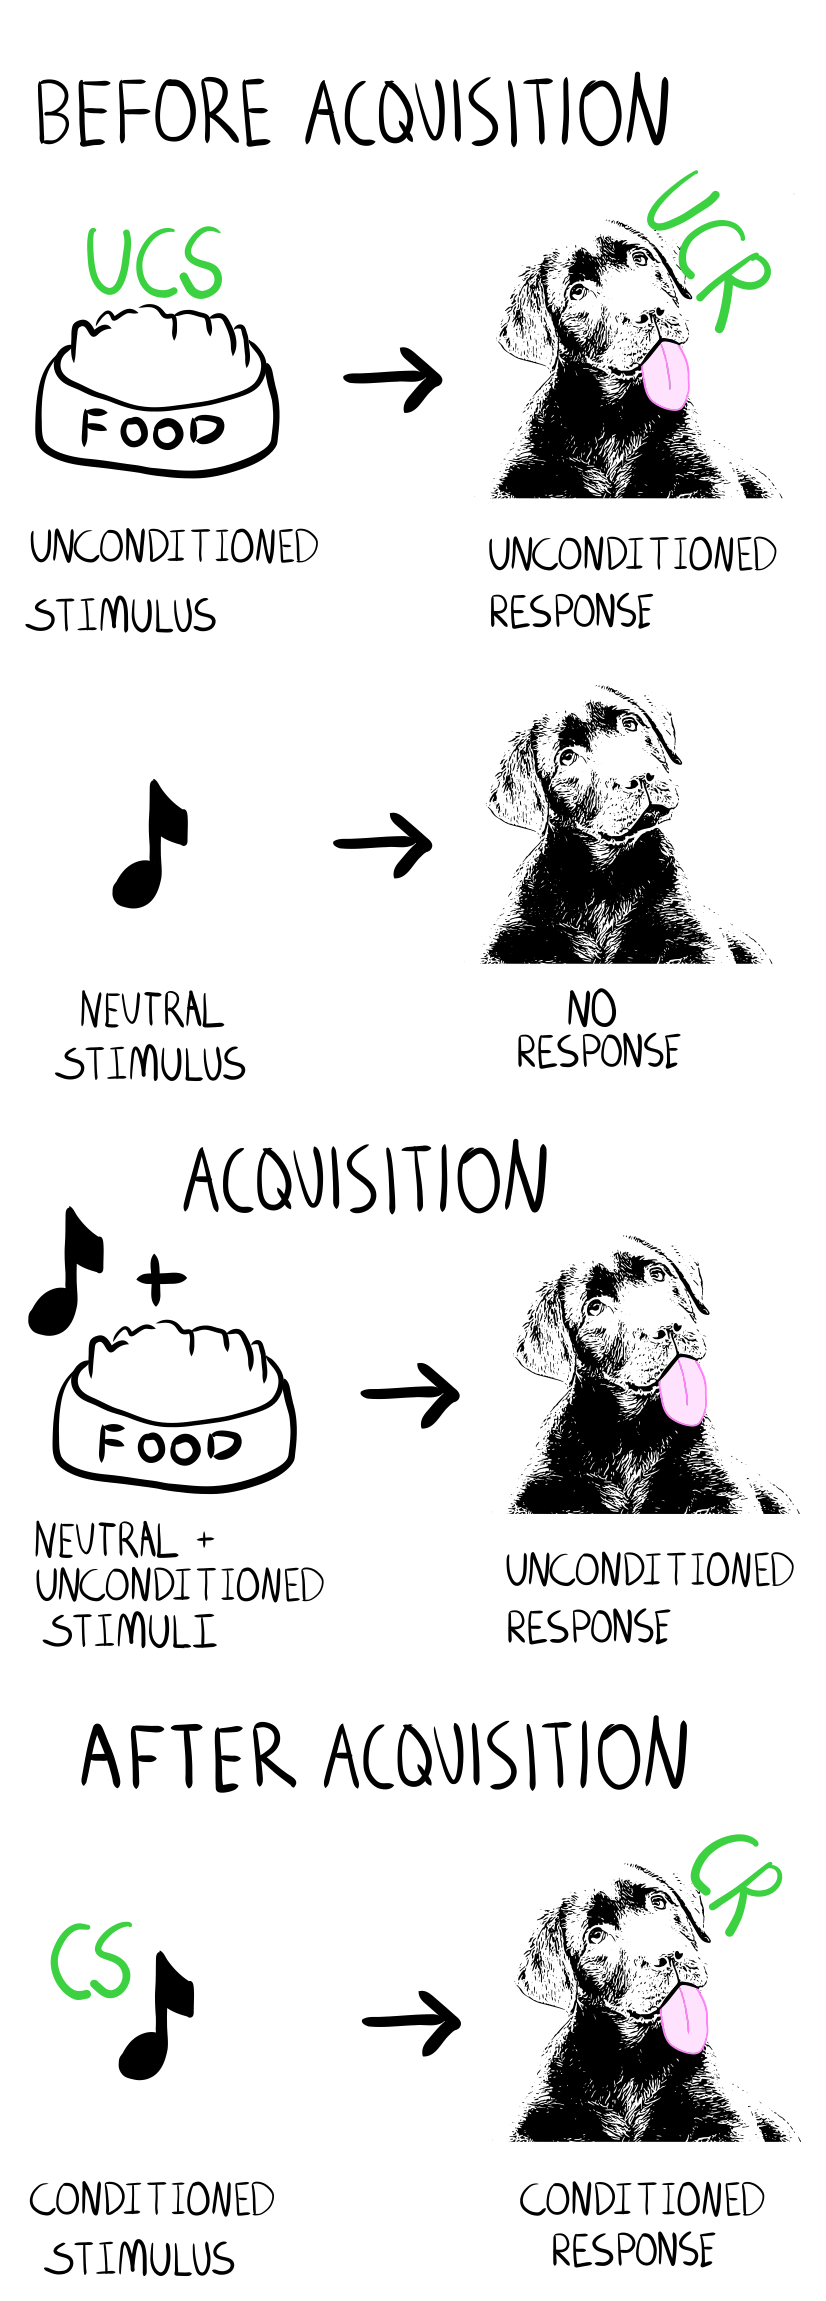 BEFORE ACQUISITION
UCS
UCR
FOOD
UNCONDITIONED
STIMULUS
UNCONDITIONED
RESPONSE
NEUTRAL
STIMULUS
NO
RESPONSE
ACQUISITION
+
FOOD
NEUTRAL +
UNCONDITIONED
STIMULI
UNCONDITIONED
RESPONSE
AFTER ACQUISITION
CS
CR
CONDITIONED
STIMULUS
CONDITIONED
RESPONSE